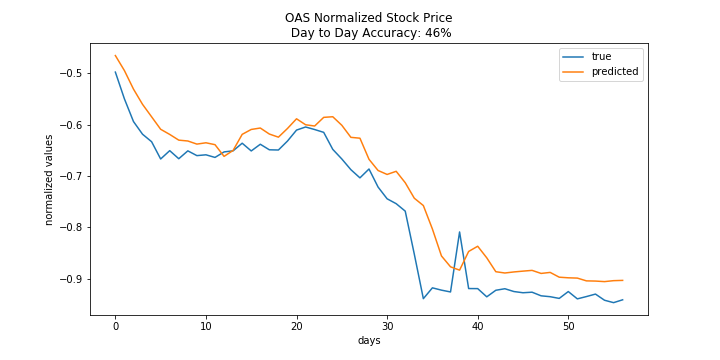 OAS Normalized Stock Price
Day to Day Accuracy: 46%
true
predicted
normalized values
−0.5
−0.6
−0.7
−0.8
−0.9
0
10
20
30
40
50
days